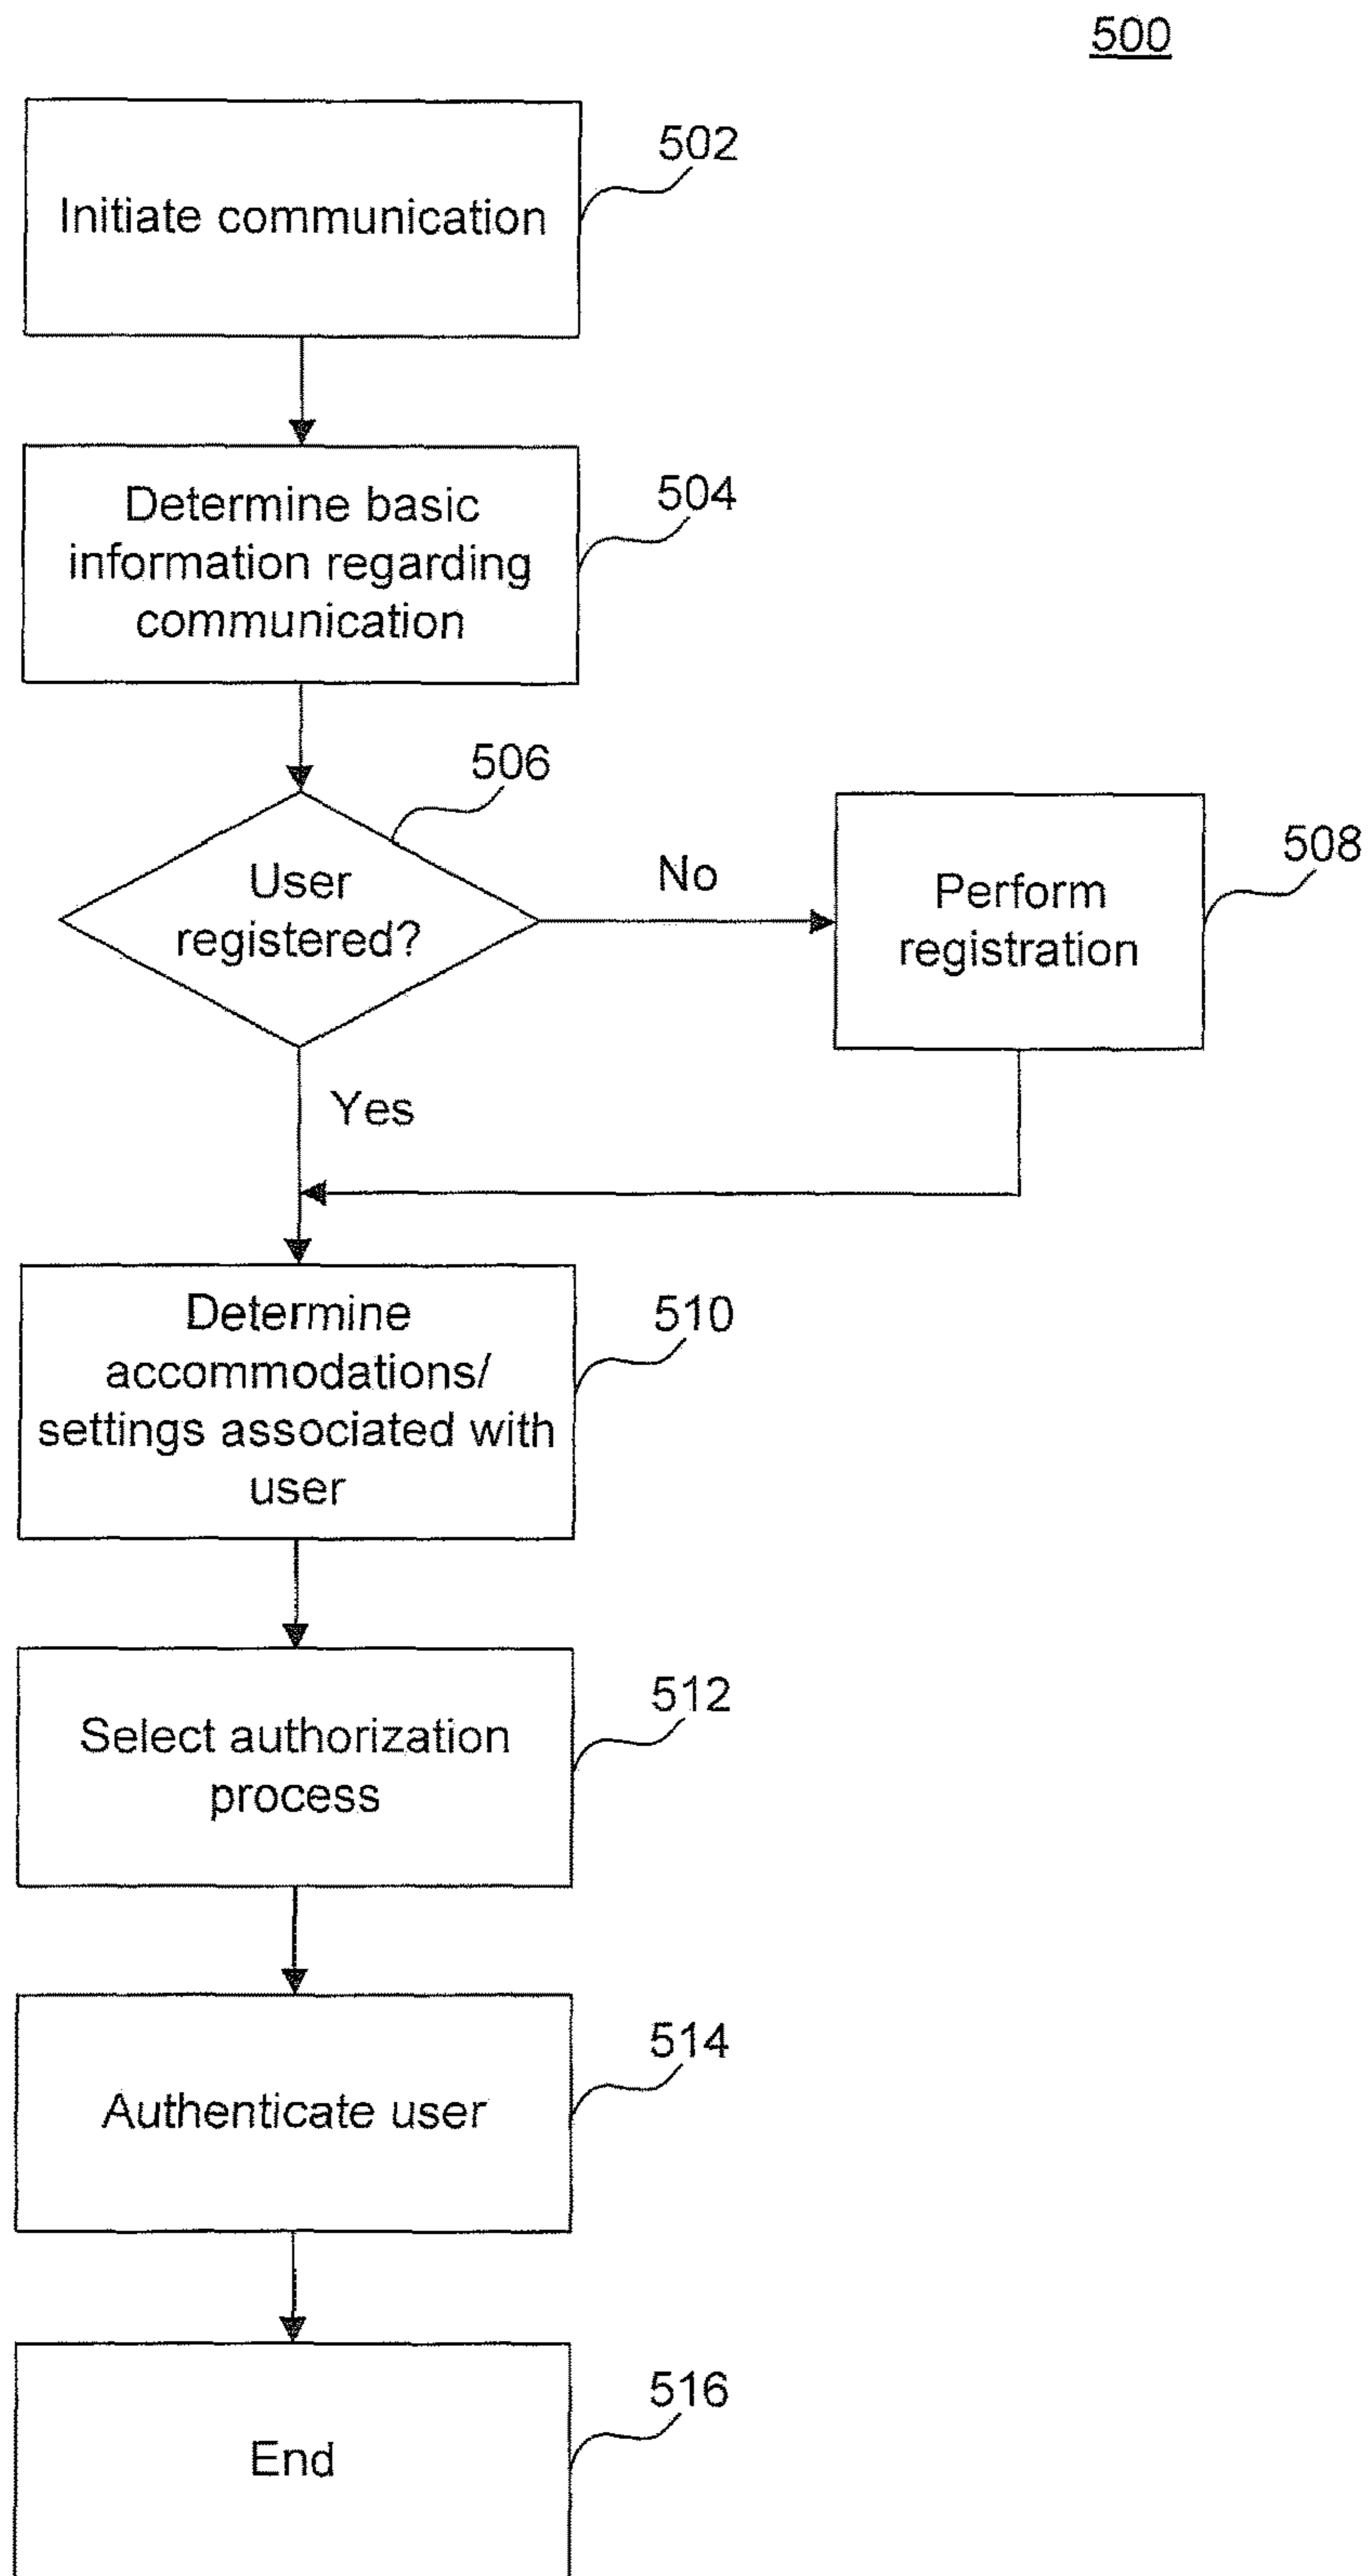 500
502
Initiate communication
504
Determine basic
information regarding
communication
506
User
registered?
No
508
Perform
registration
Yes
510
Determine
accommodations/
settings associated with
user
512
Select authorization
process
514
Authenticate user
516
End